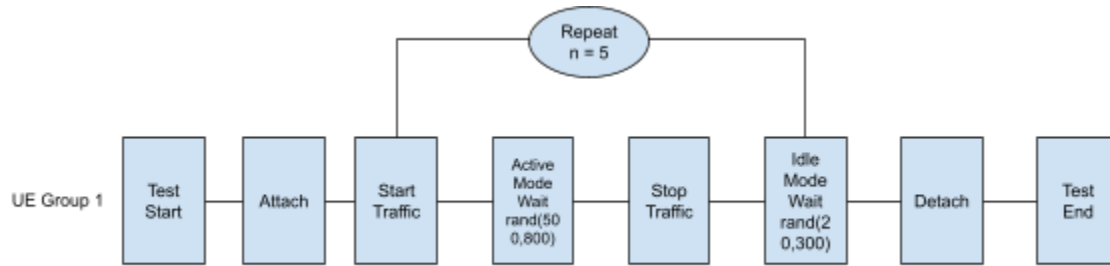 Repeat
n = 5
UE Group 1
Test
Start
Attach
Start
Traffic
Active
Mode
Wait
rand(50
0,800)
Stop
Traffic
Idle
Mode
Wait
rand(2
0,300)
Detach
Test
End